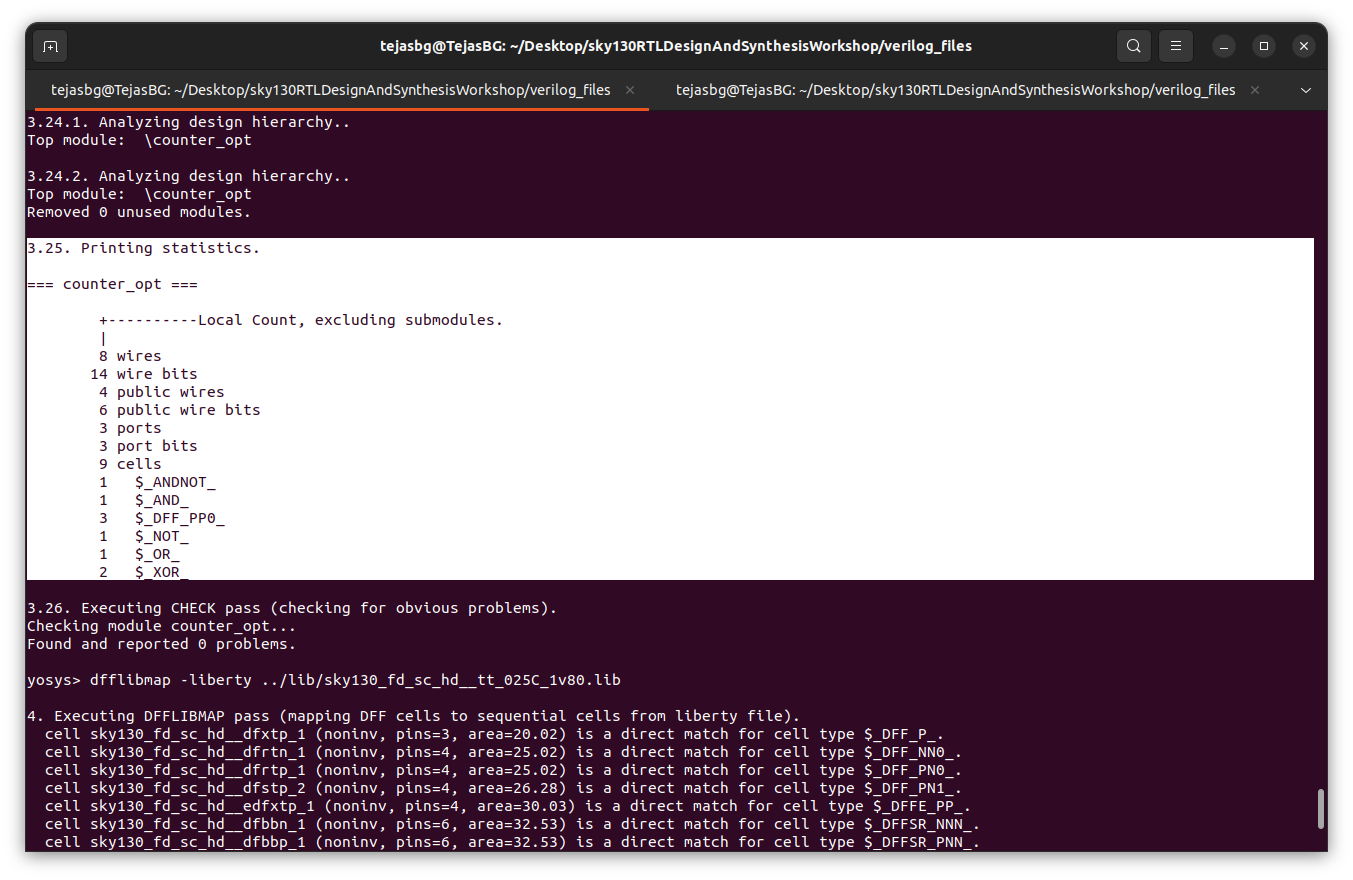 tejasbg@TejasBG: ~/Desktop/sky130RTLDesignAndSynthesisWorkshop/verilog_files
tejasbg@TejasBG: ~/Desktop/sky130RTLDesignAndSynthesisWorkshop/verilog_files
tejasbg@TejasBG: ~/Desktop/sky130RTLDesignAndSynthesisWorkshop/verilog_files
3.24.1. Analyzing design hierarchy..
Top module:  \counter_opt
3.24.2. Analyzing design hierarchy..
Top module:  \counter_opt
Removed 0 unused modules.
3.25. Printing statistics.
=== counter_opt ===
        +----------Local Count, excluding submodules.
        |
        8 wires
       14 wire bits
        4 public wires
        6 public wire bits
        3 ports
        3 port bits
        9 cells
        1   $_ANDNOT_
        1   $_AND_
        3   $_DFF_PP0_
        1   $_NOT_
        1   $_OR_
        2   $_XOR_
3.26. Executing CHECK pass (checking for obvious problems).
Checking module counter_opt...
Found and reported 0 problems.
yosys> dfflibmap -liberty ../lib/sky130_fd_sc_hd__tt_025C_1v80.lib
4. Executing DFFLIBMAP pass (mapping DFF cells to sequential cells from liberty file).
  cell sky130_fd_sc_hd__dfxtp_1 (noninv, pins=3, area=20.02) is a direct match for cell type $_DFF_P_.
  cell sky130_fd_sc_hd__dfrtn_1 (noninv, pins=4, area=25.02) is a direct match for cell type $_DFF_NN0_.
  cell sky130_fd_sc_hd__dfrtp_1 (noninv, pins=4, area=25.02) is a direct match for cell type $_DFF_PN0_.
  cell sky130_fd_sc_hd__dfstp_2 (noninv, pins=4, area=26.28) is a direct match for cell type $_DFF_PN1_.
  cell sky130_fd_sc_hd__edfxtp_1 (noninv, pins=4, area=30.03) is a direct match for cell type $_DFFE_PP_.
  cell sky130_fd_sc_hd__dfbbn_1 (noninv, pins=6, area=32.53) is a direct match for cell type $_DFFSR_NNN_.
  cell sky130_fd_sc_hd__dfbbp_1 (noninv, pins=6, area=32.53) is a direct match for cell type $_DFFSR_PNN_.